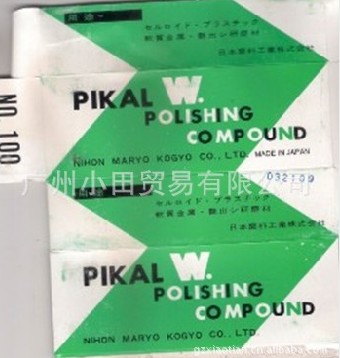 用途
セルロイド・プラスチック
軟質金属・艶出し研磨材
日本磨料工業株式会社
NO. 100
PIKAL W.
POLISHING
COMPOUND
NIHON MARYO KOGYO CO., LTD. MADE IN JAPAN
广州小田贸易有限公司
032109
セルロイド・プラスチック
軟質金属・艶出し研磨材
日本磨料工業株式会社
PIKAL W.
POLISHING
COMPOUND
NIHON MARYO KOGYO CO., LTD.